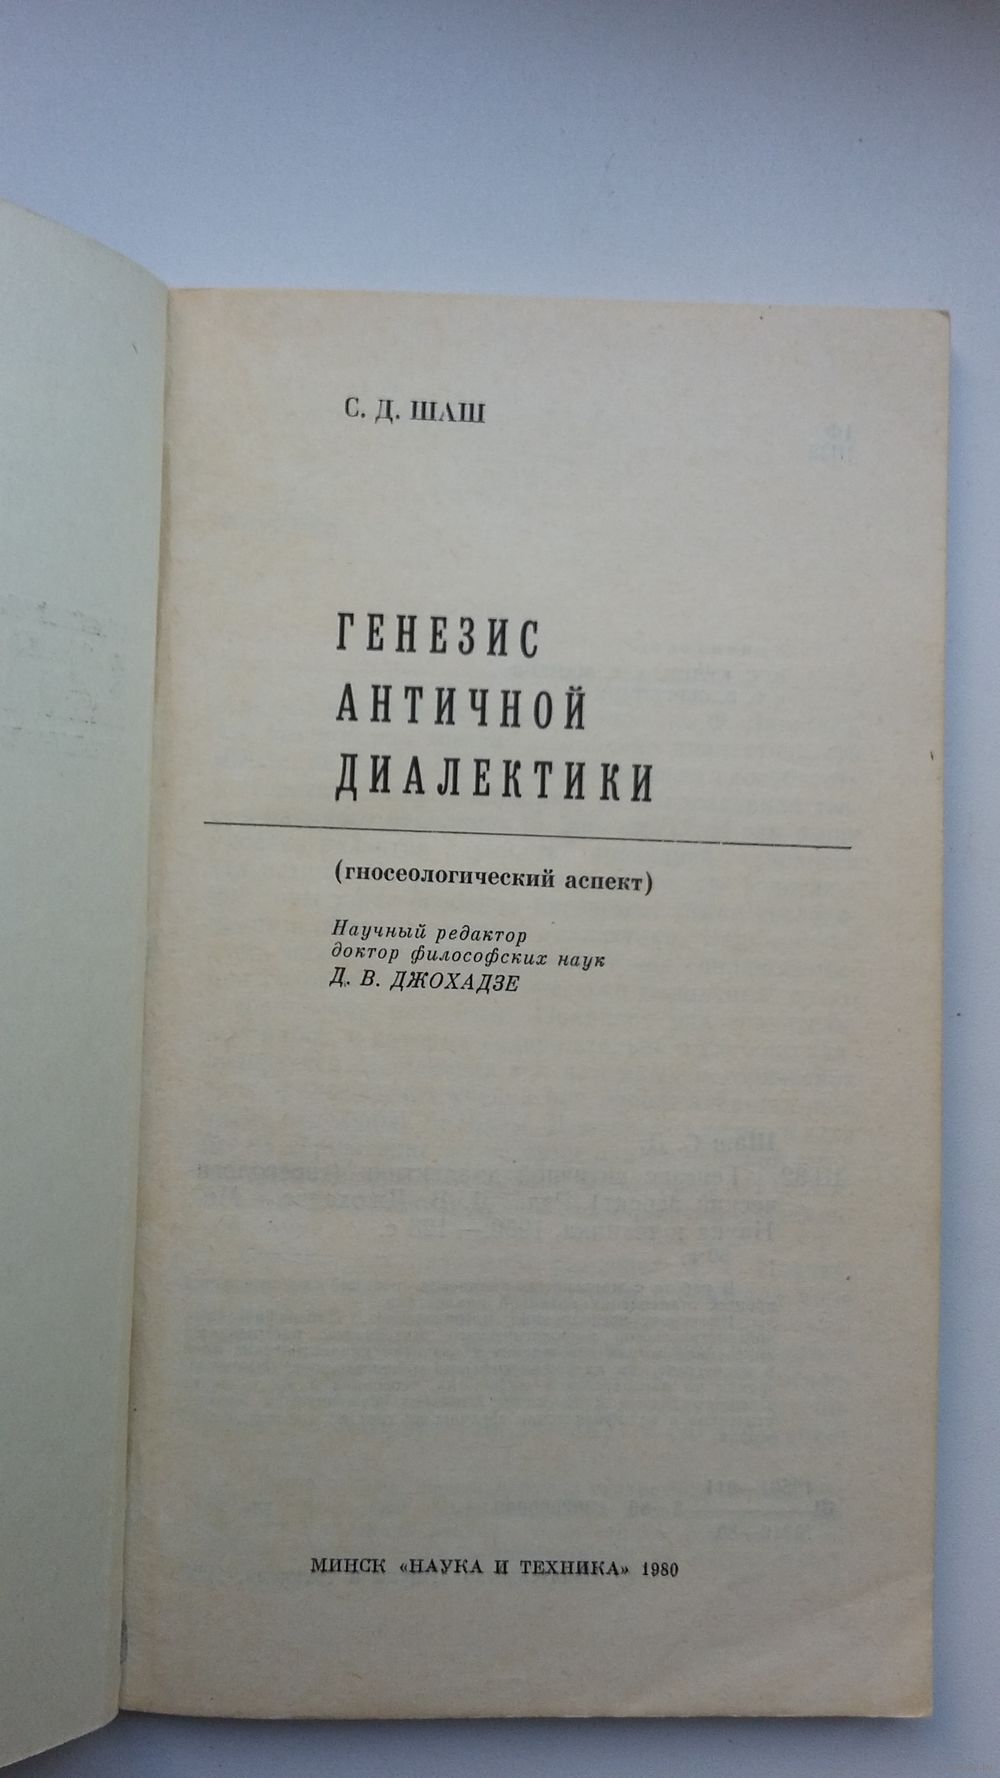 С. Д. ШАШ
ГЕНЕЗИС
АНТИЧНОЙ
ДИАЛЕКТИКИ
(гносеологический аспект)
Научный редактор
доктор философских наук
Д. В. ДЖОХАДЗЕ
МИНСК «НАУКА И ТЕХНИКА» 1980